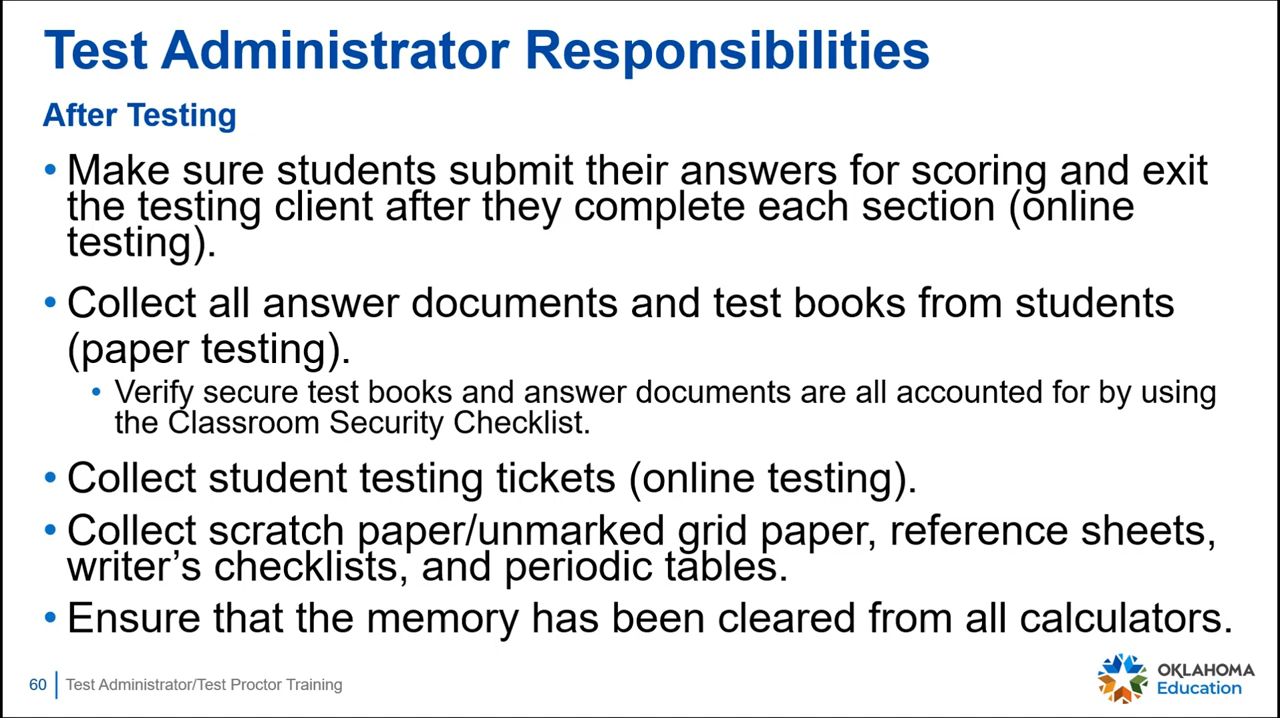 Test Administrator Responsibilities
After Testing
• Make sure students submit their answers for scoring and exit
the testing client after they complete each section (online
testing).
• Collect all answer documents and test books from students
(paper testing).
• Verify secure test books and answer documents are all accounted for by using
the Classroom Security Checklist.
• Collect student testing tickets (online testing).
• Collect scratch paper/unmarked grid paper, reference sheets,
writer’s checklists, and periodic tables.
• Ensure that the memory has been cleared from all calculators.
60 Test Administrator/Test Proctor Training
OKLAHOMA
Education